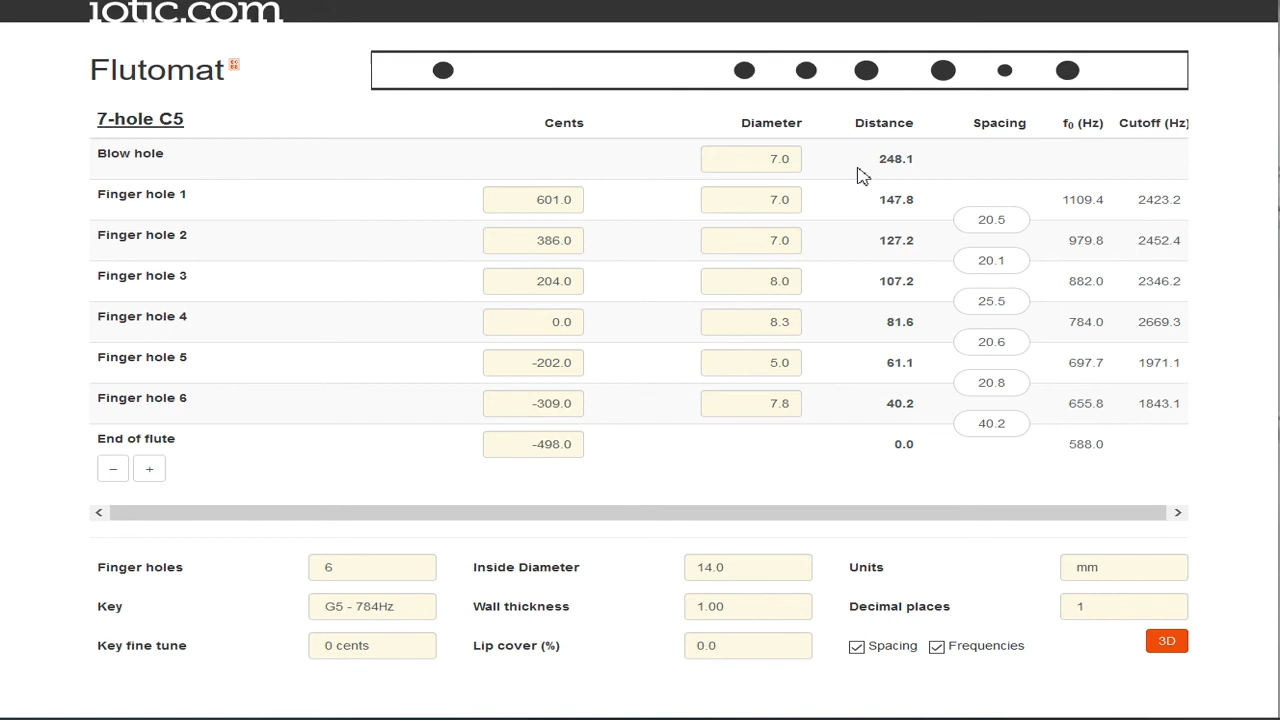 iotic.com
Flutomat
7-hole C5 Cents Diameter Distance Spacing f₀ (Hz) Cutoff (Hz)
Blow hole 7.0 248.1
Finger hole 1 601.0 7.0 147.8 1109.4 2423.2
20.5
Finger hole 2 386.0 7.0 127.2 979.8 2452.4
20.1
Finger hole 3 204.0 8.0 107.2 882.0 2346.2
25.5
Finger hole 4 0.0 8.3 81.6 784.0 2669.3
20.6
Finger hole 5 -202.0 5.0 61.1 697.7 1971.1
20.8
Finger hole 6 -309.0 7.8 40.2 655.8 1843.1
40.2
End of flute -498.0 0.0 588.0
− +
< >
Finger holes 6 Inside Diameter 14.0 Units mm
Key G5 - 784Hz Wall thickness 1.00 Decimal places 1
Key fine tune 0 cents Lip cover (%) 0.0 Spacing Frequencies 3D